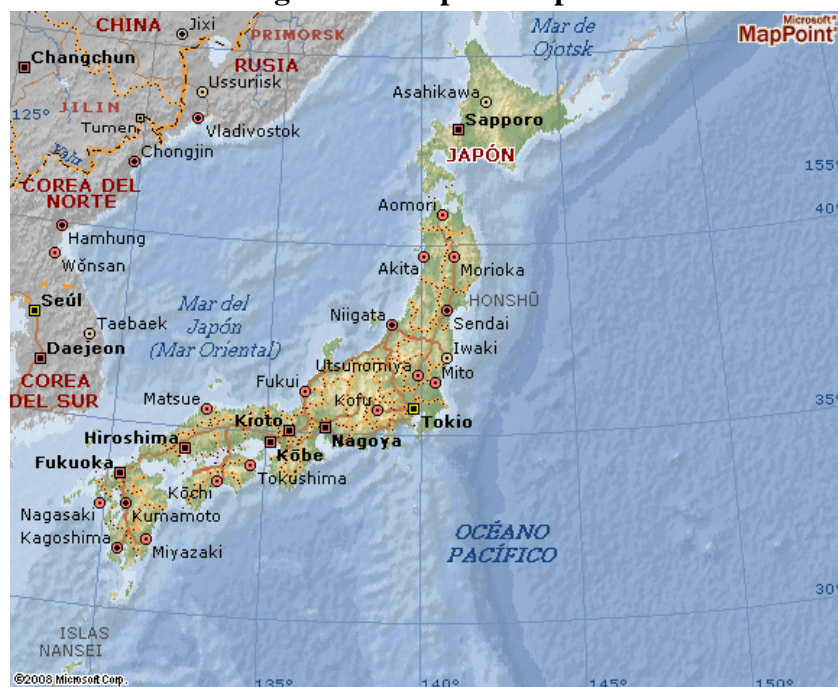 CHINA
Jixi
PRIMORSK
Mar de
Ojotsk
Microsoft®
MapPoint®
Changchun
RUSIA
Ussuriisk
Asahikawa
JILIN
125°
Tumen
Vladivostok
Sapporo
Yalu
Chongjin
JAPÓN
155°
COREA DEL
NORTE
Aomori
40°
Hamhung
Wŏnsan
Akita
Morioka
Seúl
Mar del
Japón
(Mar Oriental)
HONSHŪ
Niigata
Sendai
Taebaek
Daejeon
Iwaki
Utsunomiya
COREA
DEL SUR
Fukui
Mito
Matsue
Kofu
35°
Kioto
Tokio
Hiroshima
Nagoya
Kōbe
Fukuoka
Tokushima
Kōchi
Nagasaki
Kumamoto
OCÉANO
PACÍFICO
Kagoshima
Miyazaki
30°
ISLAS
NANSEI
©2008 Microsoft Corp.
135°
140°
145°
150°